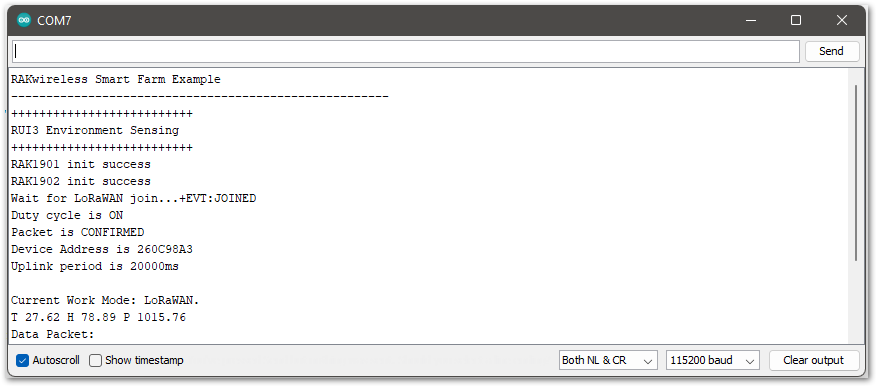 COM7
Send
RAKwireless Smart Farm Example
------------------------------------------------------
++++++++++++++++++++++++++
RUI3 Environment Sensing
++++++++++++++++++++++++++
RAK1901 init success
RAK1902 init success
Wait for LoRaWAN join...+EVT:JOINED
Duty cycle is ON
Packet is CONFIRMED
Device Address is 260C98A3
Uplink period is 20000ms
Current Work Mode: LoRaWAN.
T 27.62 H 78.89 P 1015.76
Data Packet:
Autoscroll Show timestamp Both NL & CR 115200 baud Clear output